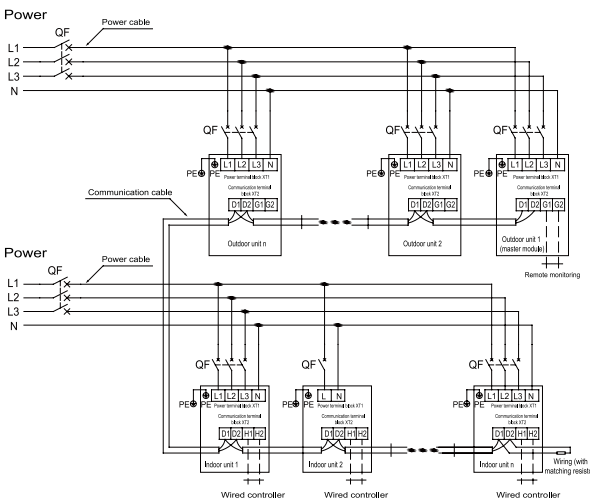 Power
QF
Power cable
L1
L2
L3
N
QF
QF
QF
PE PE L1 L2 L3 N
PE PE L1 L2 L3 N
PE PE L1 L2 L3 N
Power terminal block XT1
Power terminal block XT1
Power terminal block XT1
Communication terminal block XT2
Communication terminal block XT2
Communication terminal block XT2
D1 D2 G1 G2
D1 D2 G1 G2
D1 D2 G1 G2
Communication cable
Outdoor unit n
Outdoor unit 2
Outdoor unit 1
(master module)
Remote monitoring
Power
QF
Power cable
L1
L2
L3
N
QF
QF
QF
PE PE L1 L2 L3 N
PE PE L N
PE PE L1 L2 L3 N
Power terminal block XT1
Power terminal block XT1
Power terminal block XT1
Communication terminal block XT2
Communication terminal block XT2
Communication terminal block XT2
D1 D2 H1 H2
D1 D2 H1 H2
D1 D2 H1 H2
Indoor unit 1
Indoor unit 2
Indoor unit n
Wiring (with
matching resist
Wired controller
Wired controller
Wired controller